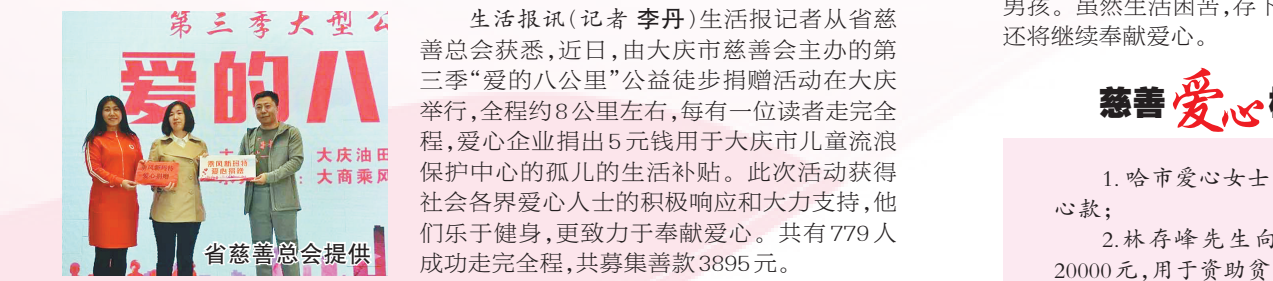 第三季大型公
爱的八
大庆油田
大商乘风
乘风新玛特
爱心捐赠
省慈善总会提供
生活报讯(记者 李丹)生活报记者从省慈
善总会获悉,近日,由大庆市慈善会主办的第
三季“爱的八公里”公益徒步捐赠活动在大庆
举行,全程约8公里左右,每有一位读者走完全
程,爱心企业捐出5元钱用于大庆市儿童流浪
保护中心的孤儿的生活补贴。此次活动获得
社会各界爱心人士的积极响应和大力支持,他
们乐于健身,更致力于奉献爱心。共有779人
成功走完全程,共募集善款3895元。
男孩。虽然生活困苦,存下
还将继续奉献爱心。
慈善爱心
1.哈市爱心女士
心款;
2.林存峰先生向
20000元,用于资助贫